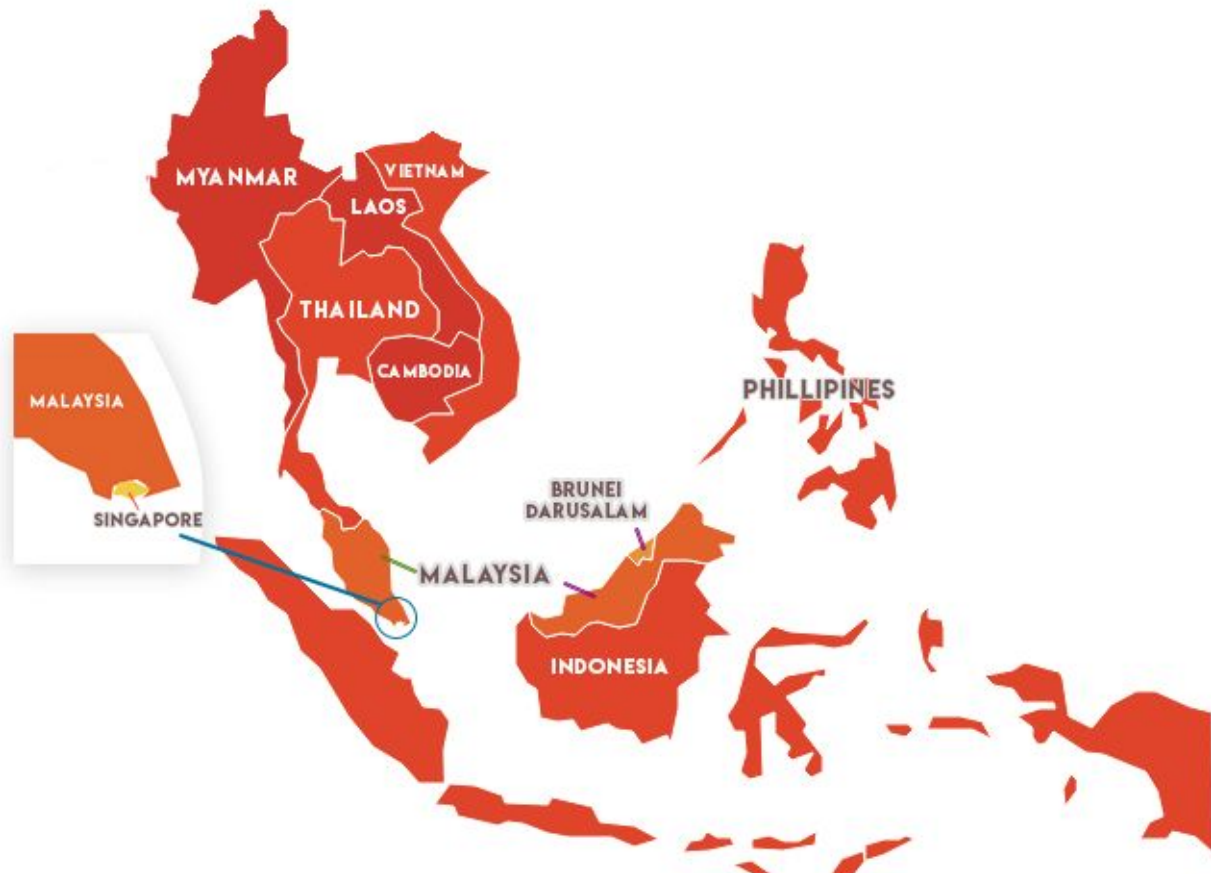 MYANMAR
VIETNAM
LAOS
THAILAND
CAMBODIA
PHILLIPINES
MALAYSIA
SINGAPORE
BRUNEI
DARUSALAM
MALAYSIA
INDONESIA